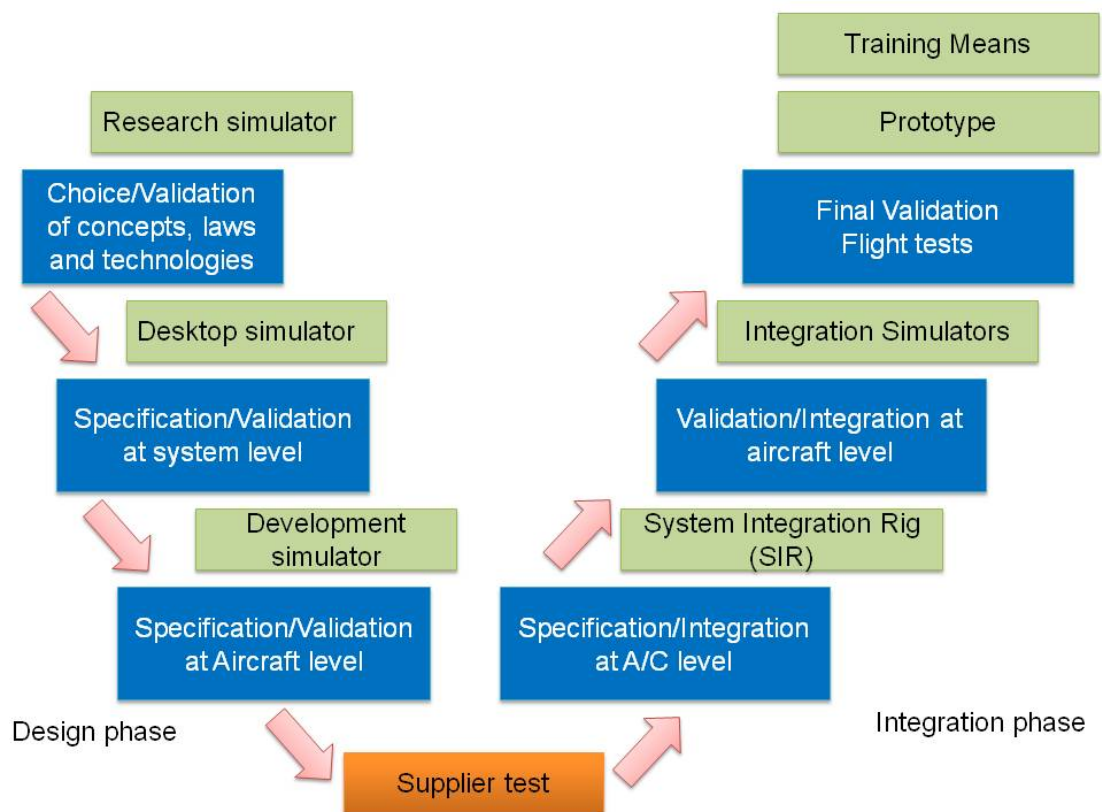 Training Means
Research simulator
Prototype
Choice/Validation
of concepts, laws
and technologies
Final Validation
Flight tests
Desktop simulator
Integration Simulators
Specification/Validation
at system level
Validation/Integration at
aircraft level
Development
simulator
System Integration Rig
(SIR)
Specification/Validation
at Aircraft level
Specification/Integration
at A/C level
Design phase
Integration phase
Supplier test